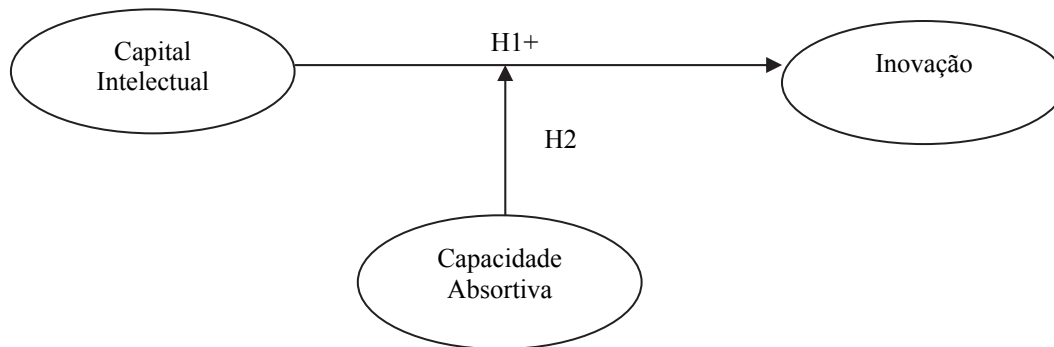 Capital
Intelectual
H1+
Inovação
H2
Capacidade
Absortiva